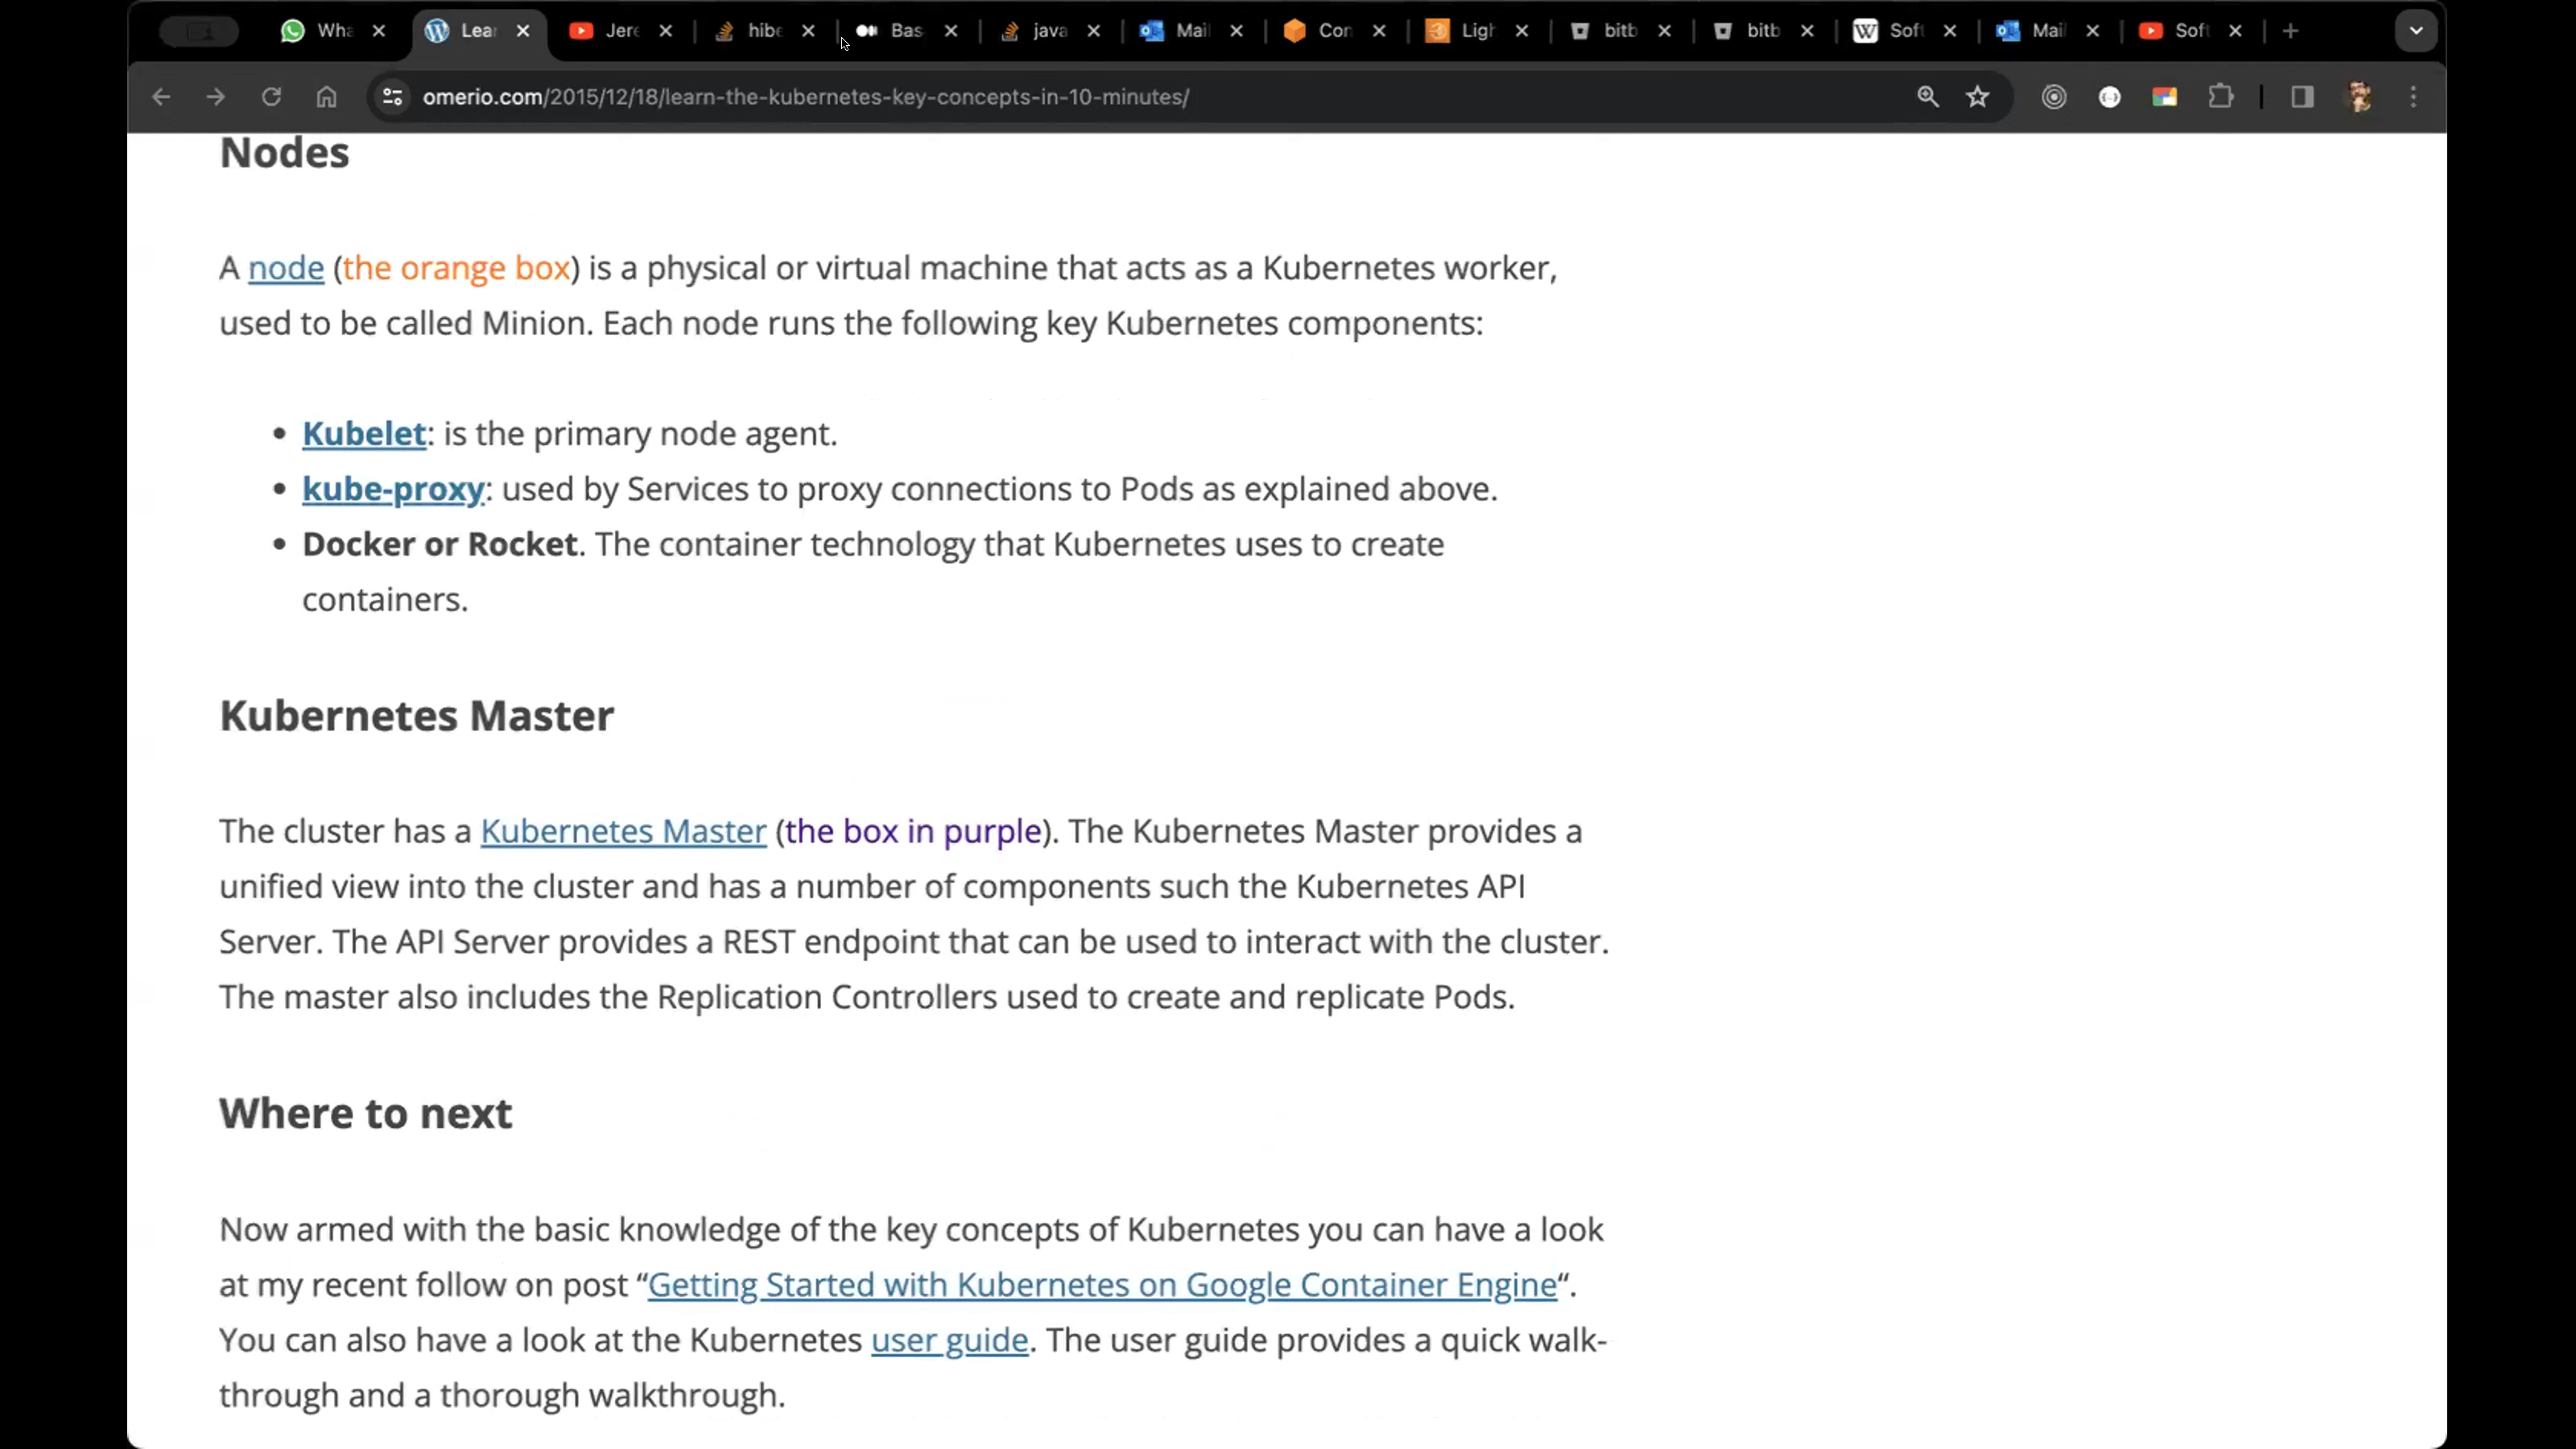 Wha
Lear
Jere
hibe
Bas
java
Mail
Con
Ligh
bitb
bitb
Soft
Mail
Soft
omerio.com/2015/12/18/learn-the-kubernetes-key-concepts-in-10-minutes/
Nodes
A node (the orange box) is a physical or virtual machine that acts as a Kubernetes worker,
used to be called Minion. Each node runs the following key Kubernetes components:
• Kubelet: is the primary node agent.
• kube-proxy: used by Services to proxy connections to Pods as explained above.
• Docker or Rocket. The container technology that Kubernetes uses to create
containers.
Kubernetes Master
The cluster has a Kubernetes Master (the box in purple). The Kubernetes Master provides a
unified view into the cluster and has a number of components such the Kubernetes API
Server. The API Server provides a REST endpoint that can be used to interact with the cluster.
The master also includes the Replication Controllers used to create and replicate Pods.
Where to next
Now armed with the basic knowledge of the key concepts of Kubernetes you can have a look
at my recent follow on post “Getting Started with Kubernetes on Google Container Engine“.
You can also have a look at the Kubernetes user guide. The user guide provides a quick walk-
through and a thorough walkthrough.